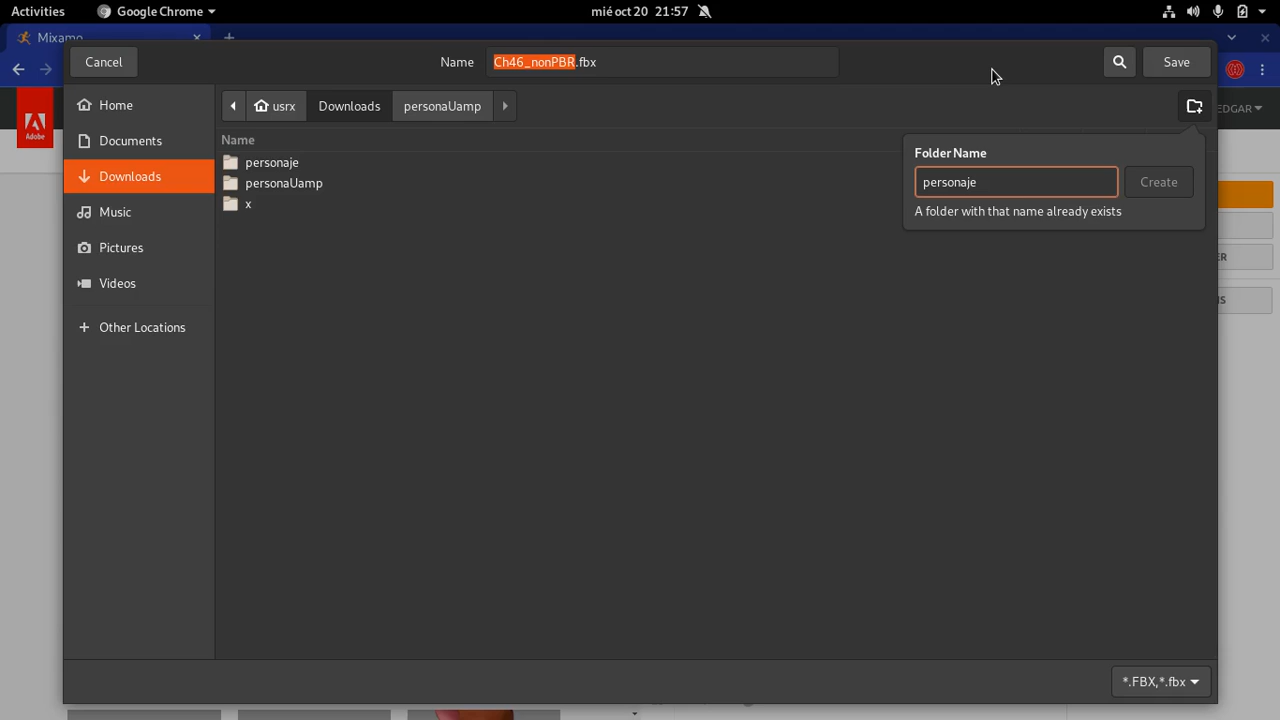 Activities
Google Chrome
mié oct 20 21:57
Mixamo
Cancel
Name
Ch46_nonPBR.fbx
Save
Home
usrx
Downloads
personaUamp
EDGAR
Adobe
Documents
Name
personaje
Folder Name
Downloads
personaUamp
personaje
Create
Music
x
A folder with that name already exists
Pictures
ER
Videos
S
Other Locations
*.FBX,*.fbx